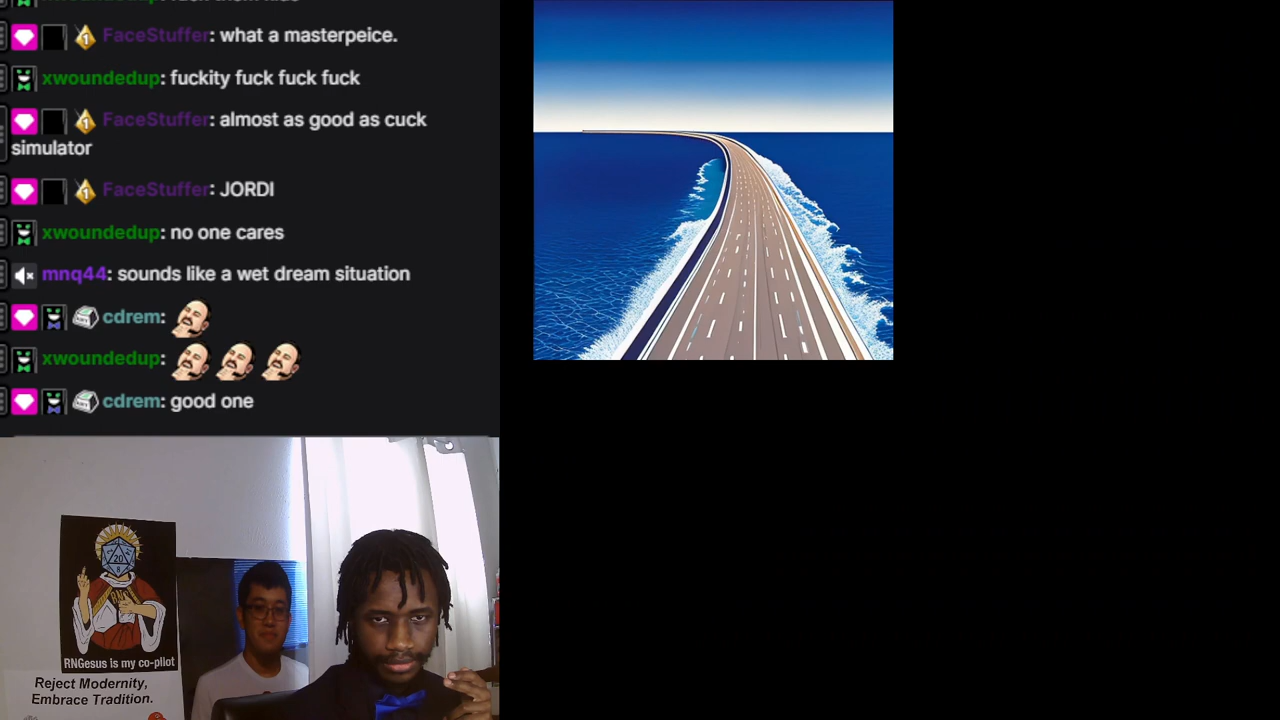 FaceStuffer: what a masterpeice.
xwoundedup: fuckity fuck fuck fuck
FaceStuffer: almost as good as cuck
simulator
FaceStuffer: JORDI
xwoundedup: no one cares
mnq44: sounds like a wet dream situation
cdrem:
xwoundedup:
cdrem: good one
20
8
RNGesus is my co-pilot
Reject Modernity,
Embrace Tradition.